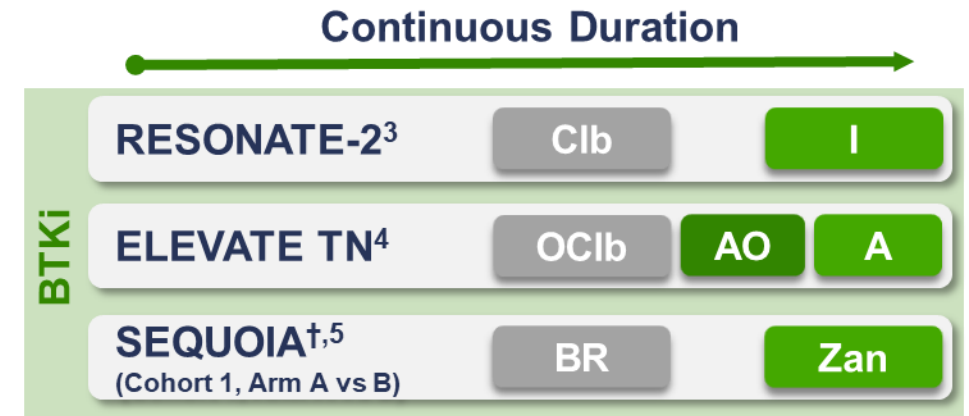 Continuous Duration
BTKi
RESONATE-2³ Clb I
ELEVATE TN⁴ OClb AO A
SEQUOIA†,⁵ BR Zan
(Cohort 1, Arm A vs B)